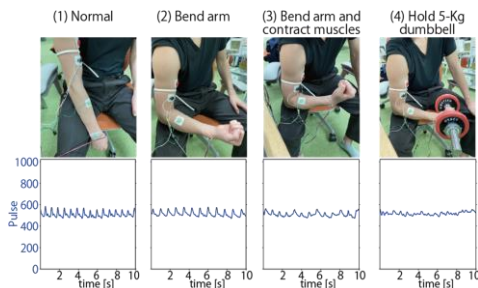 (1) Normal
(2) Bend arm
(3) Bend arm and
contract muscles
(4) Hold 5-Kg
dumbbell
1000
800
600
400
200
0
Pulse
2 4 6 8 10
time [s]
2 4 6 8 10
time [s]
2 4 6 8 10
time [s]
2 4 6 8 10
time [s]